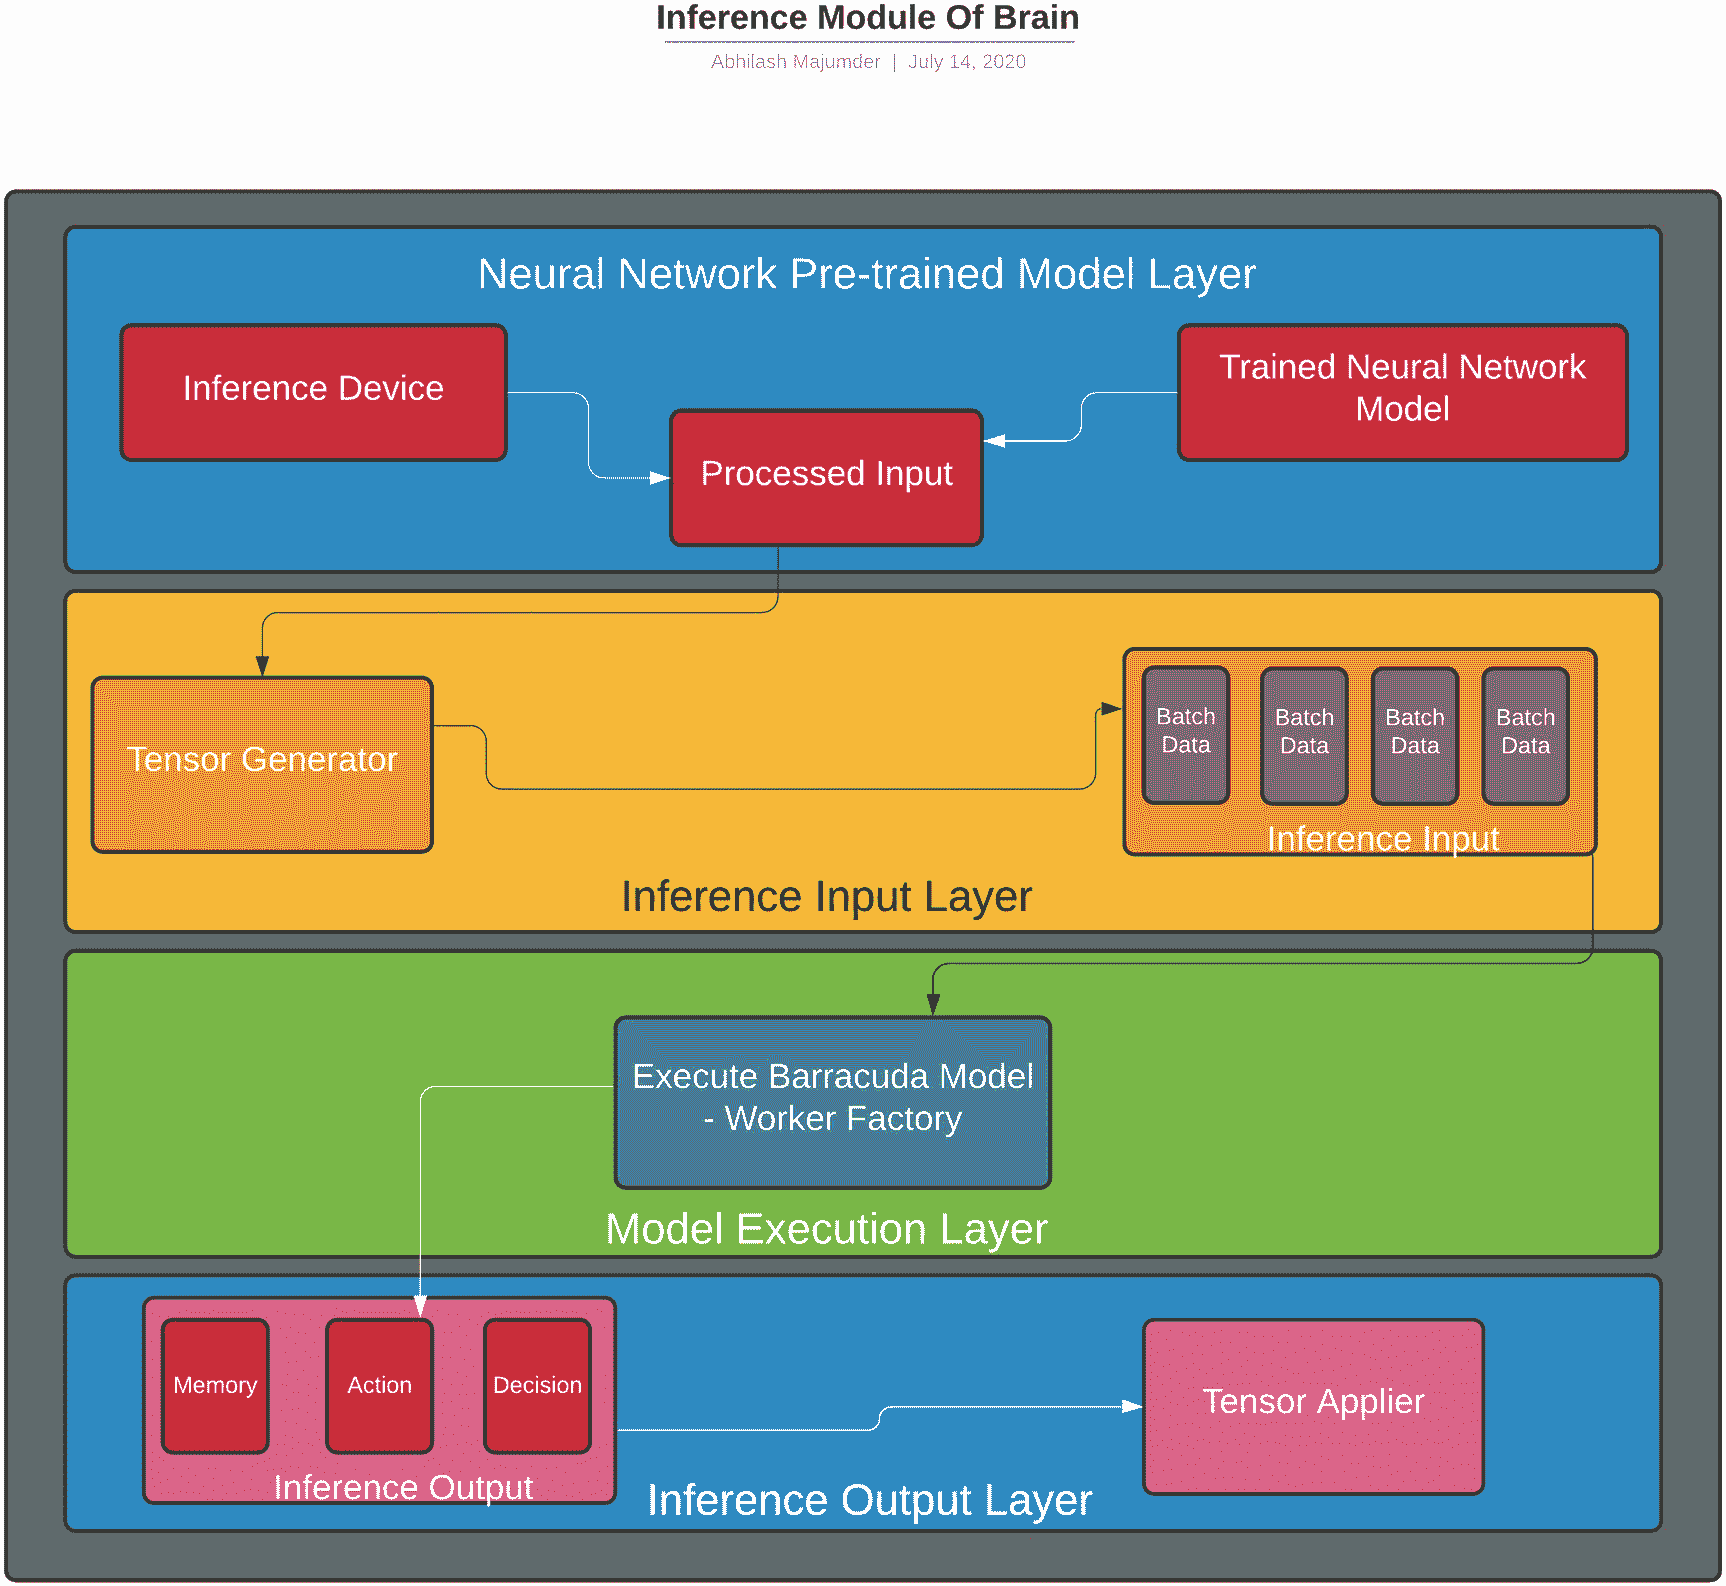 Inference Module Of Brain
Abhilash Majumder | July 14, 2020
Neural Network Pre-trained Model Layer
Inference Device
Trained Neural Network
Model
Processed Input
Tensor Generator
Batch
Data
Batch
Data
Batch
Data
Batch
Data
Inference Input
Inference Input Layer
Execute Barracuda Model
- Worker Factory
Model Execution Layer
Memory
Action
Decision
Inference Output
Tensor Applier
Inference Output Layer